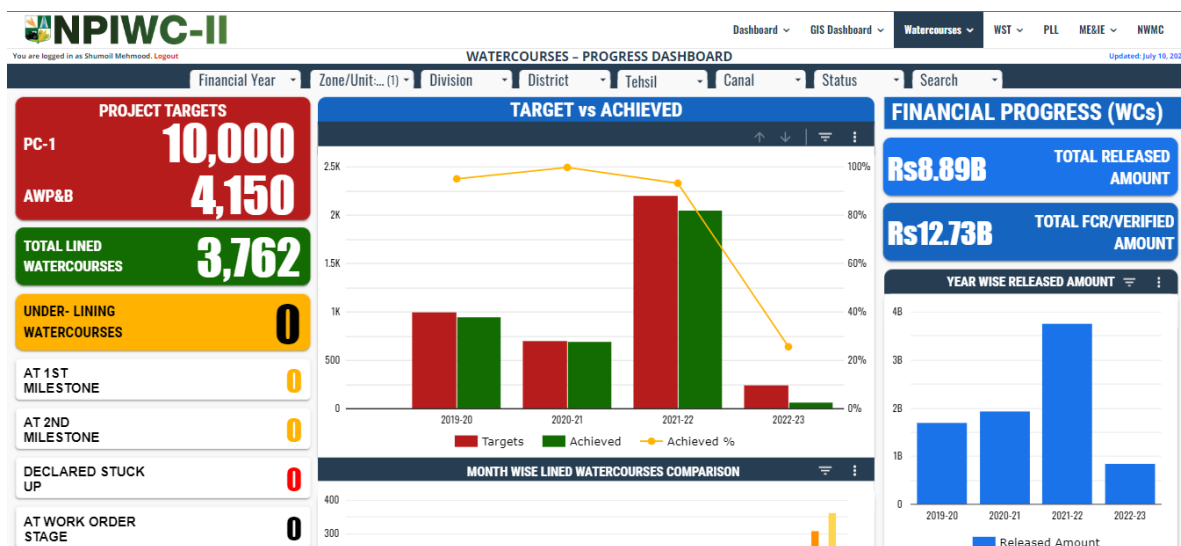 NPIWC-II
Dashboard
GIS Dashboard
Watercourses
WST
PLL
ME&IE
NWMC
You are logged in as Shumoil Mehmood. Logout
WATERCOURSES – PROGRESS DASHBOARD
Updated: July 10, 202
Financial Year
Zone/Unit:... (1)
Division
District
Tehsil
Canal
Status
Search
PROJECT TARGETS
PC-1
10,000
AWP&B
4,150
TOTAL LINED
WATERCOURSES
3,762
UNDER- LINING
WATERCOURSES
0
AT 1ST
MILESTONE
0
AT 2ND
MILESTONE
0
DECLARED STUCK
UP
0
AT WORK ORDER
STAGE
0
TARGET vs ACHIEVED
2.5K
2K
1.5K
1K
500
0
100%
80%
60%
40%
20%
0%
2019-20
2020-21
2021-22
2022-23
Targets
Achieved
Achieved %
MONTH WISE LINED WATERCOURSES COMPARISON
400
300
FINANCIAL PROGRESS (WCs)
Rs8.89B
TOTAL RELEASED
AMOUNT
Rs12.73B
TOTAL FCR/VERIFIED
AMOUNT
YEAR WISE RELEASED AMOUNT
4B
3B
2B
1B
0
2019-20
2020-21
2021-22
2022-23
Released Amount